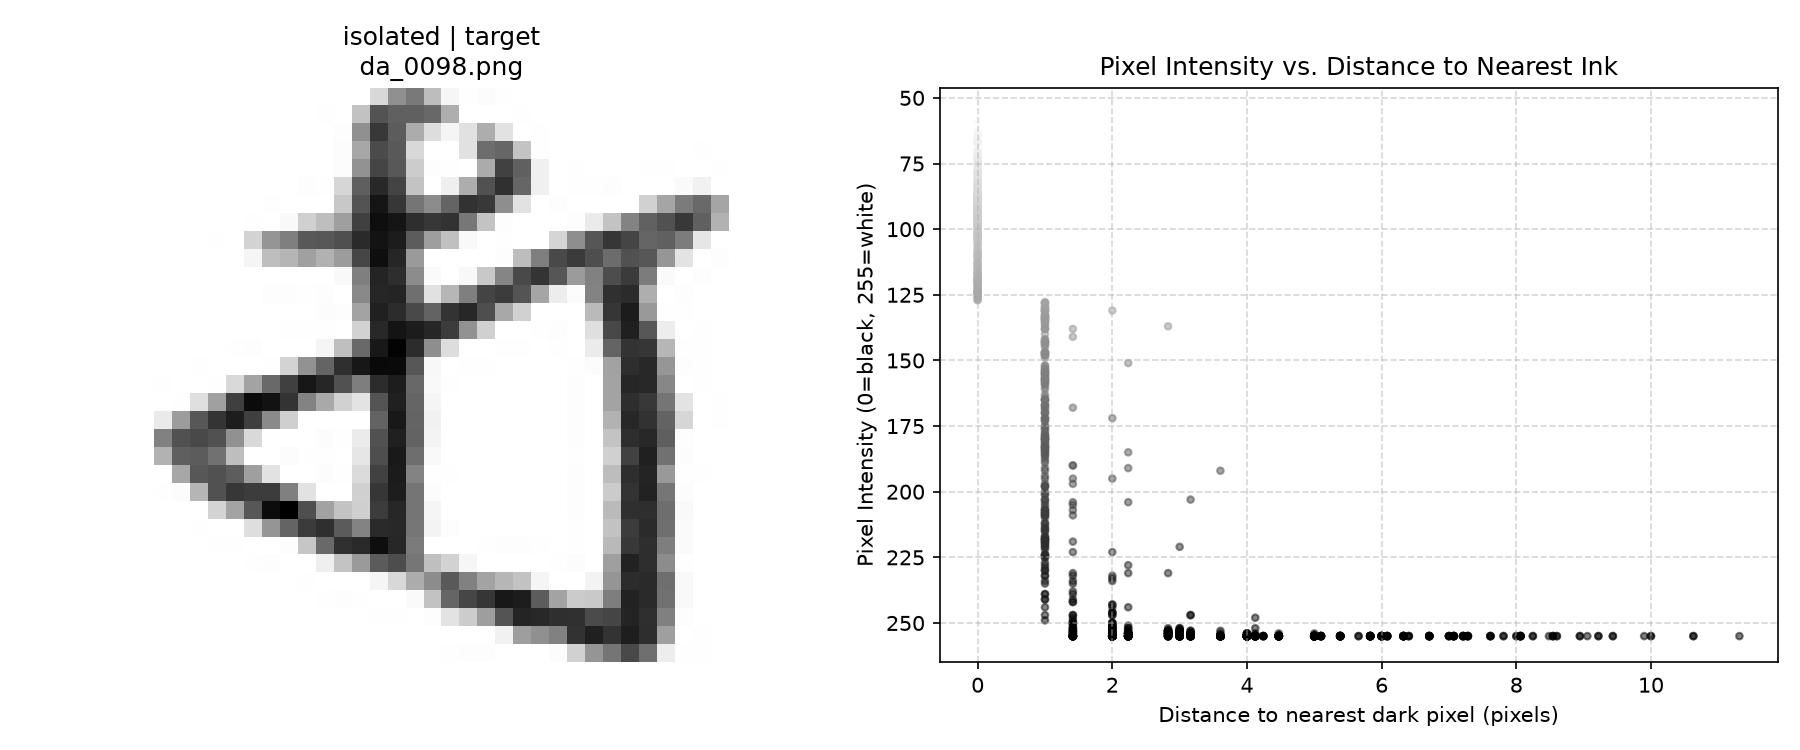 isolated | target
da_0098.png
Pixel Intensity vs. Distance to Nearest Ink
Pixel Intensity (0=black, 255=white)
50
75
100
125
150
175
200
225
250
0 2 4 6 8 10
Distance to nearest dark pixel (pixels)